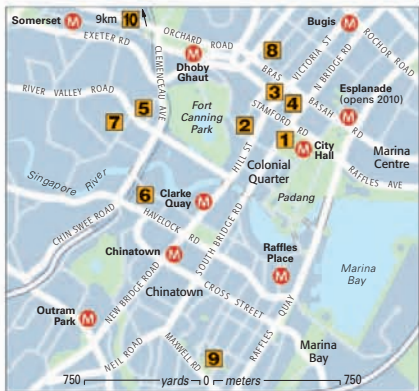 Somerset
9km
10
EXETER RD
ORCHARD ROAD
Bugis
ROCHOR ROAD
CLEMENCEAU AVE
Dhoby
Ghaut
8
VICTORIA ST
N BRIDGE RD
BRAS
BASAH
RD
Esplanade
(opens 2010)
RIVER VALLEY ROAD
5
7
Fort
Canning
Park
3
4
STAMFORD RD
2
1
City
Hall
Marina
Centre
HILL ST
Colonial
Quarter
RAFFLES AVE
Singapore River
6
Clarke
Quay
Padang
CHIN SWEE ROAD
HAVELOCK RD
SOUTH BRIDGE RD
Chinatown
Raffles
Place
Marina
Bay
NEW BRIDGE ROAD
Chinatown
CROSS STREET
RAFFLES QUAY
Outram
Park
NEIL ROAD
MAXWELL RD
9
Marina
Bay
750 yards 0 meters 750